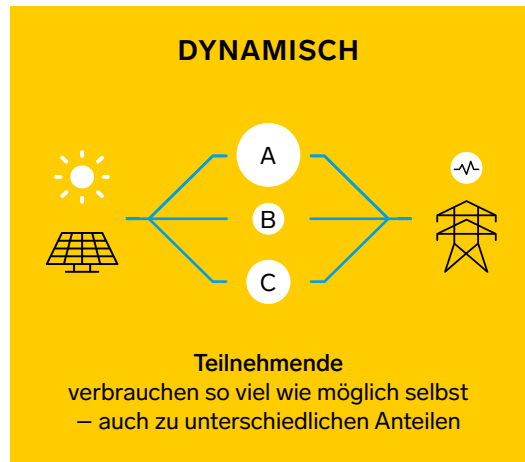 DYNAMISCH
A
B
C
Teilnehmende
verbrauchen so viel wie möglich selbst
– auch zu unterschiedlichen Anteilen